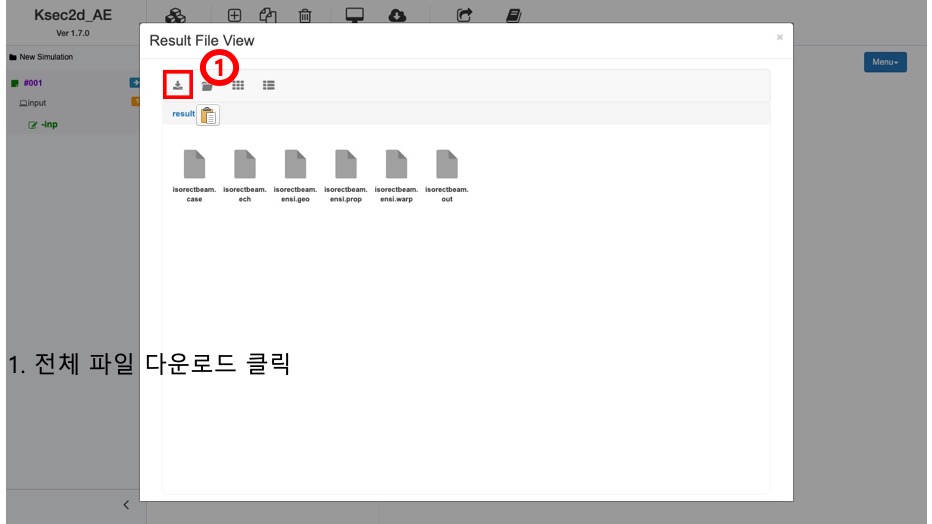 Ksec2d_AE
Ver 1.7.0
New Simulation
#001
input
-inp
Result File View
×
Menu
1
result
isorectbeam.
case
isorectbeam.
ech
isorectbeam.
ensi.geo
isorectbeam.
ensi.prop
isorectbeam.
ensi.warp
isorectbeam.
out
1. 전체 파일 다운로드 클릭